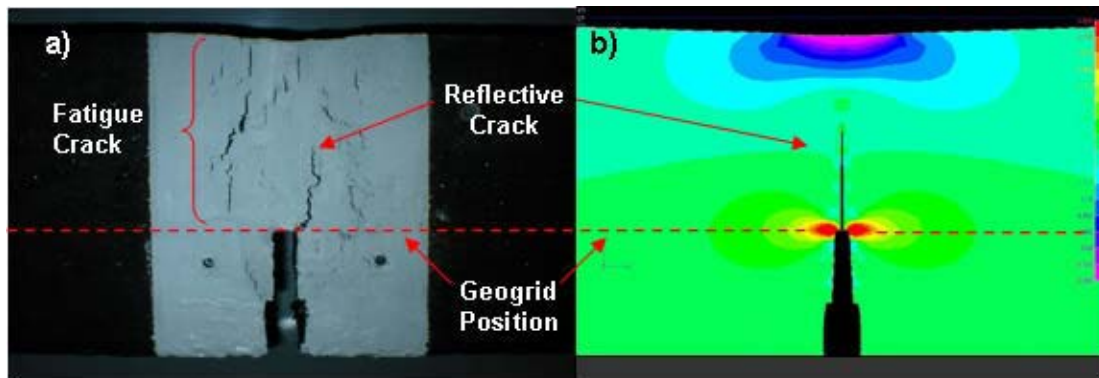 a)
Fatigue
Crack
Reflective
Crack
Geogrid
Position
b)